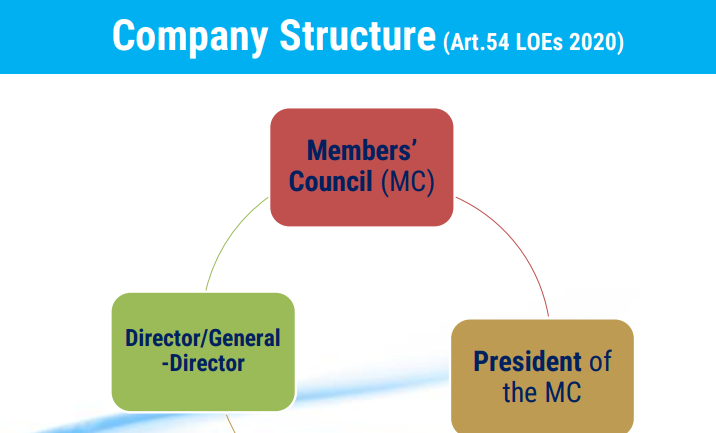 Company Structure (Art.54 LOEs 2020)
Members’
Council (MC)
Director/General
-Director
President of
the MC